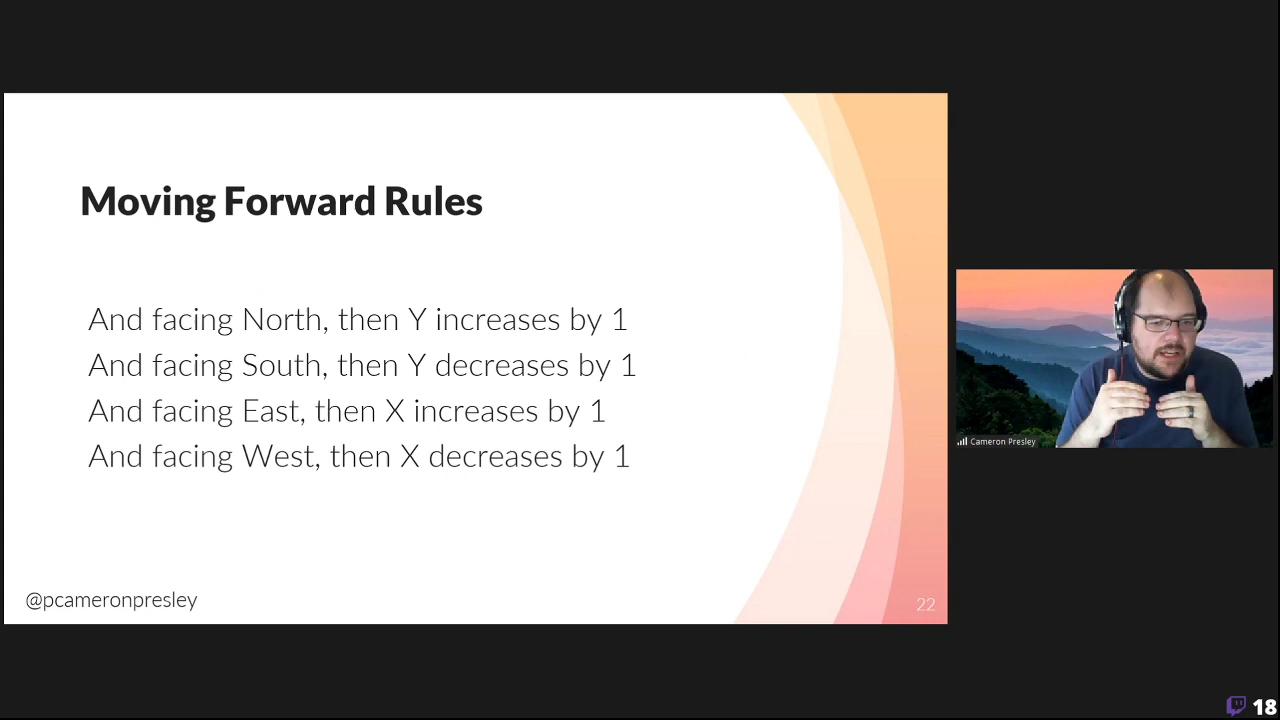 Moving Forward Rules
And facing North, then Y increases by 1
And facing South, then Y decreases by 1
And facing East, then X increases by 1
And facing West, then X decreases by 1
@pcameronpresley
22
Cameron Presley
18